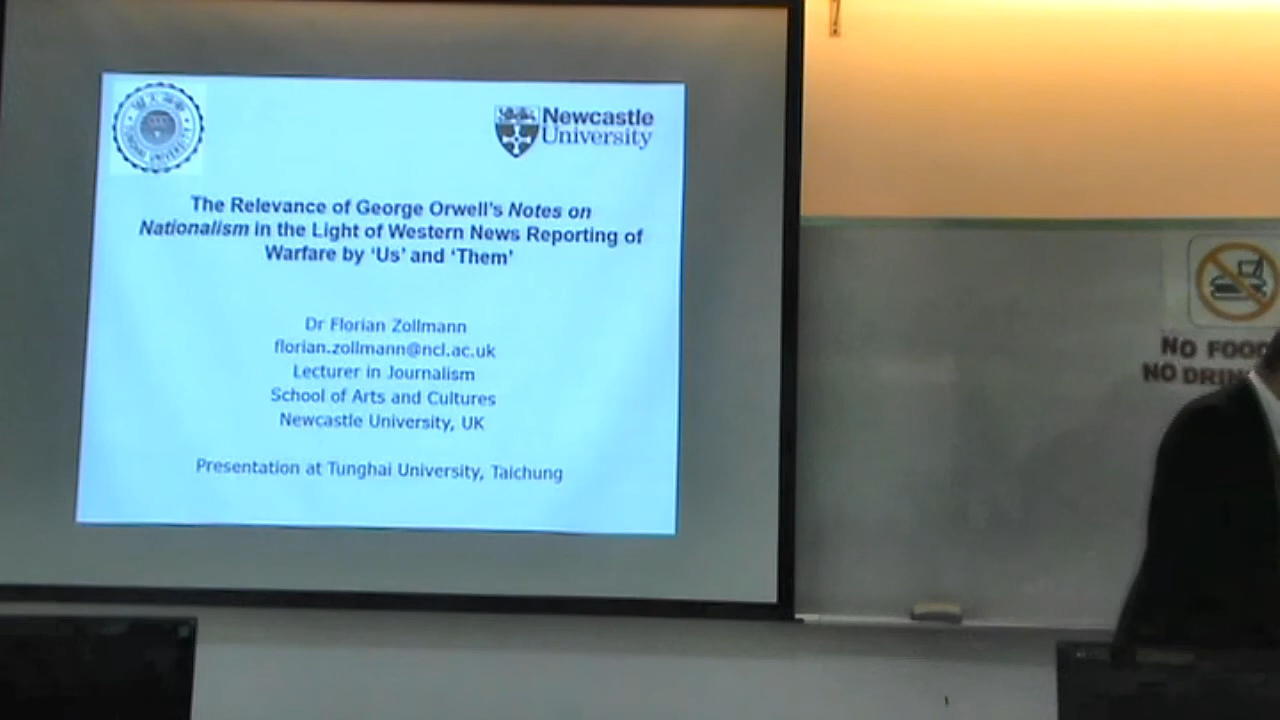 Newcastle
University
The Relevance of George Orwell's Notes on
Nationalism in the Light of Western News Reporting of
Warfare by 'Us' and 'Them'
Dr Florian Zollmann
florian.zollmann@ncl.ac.uk
Lecturer in Journalism
School of Arts and Cultures
Newcastle University, UK
Presentation at Tunghai University, Taichung
NO FOOD
NO DRIN